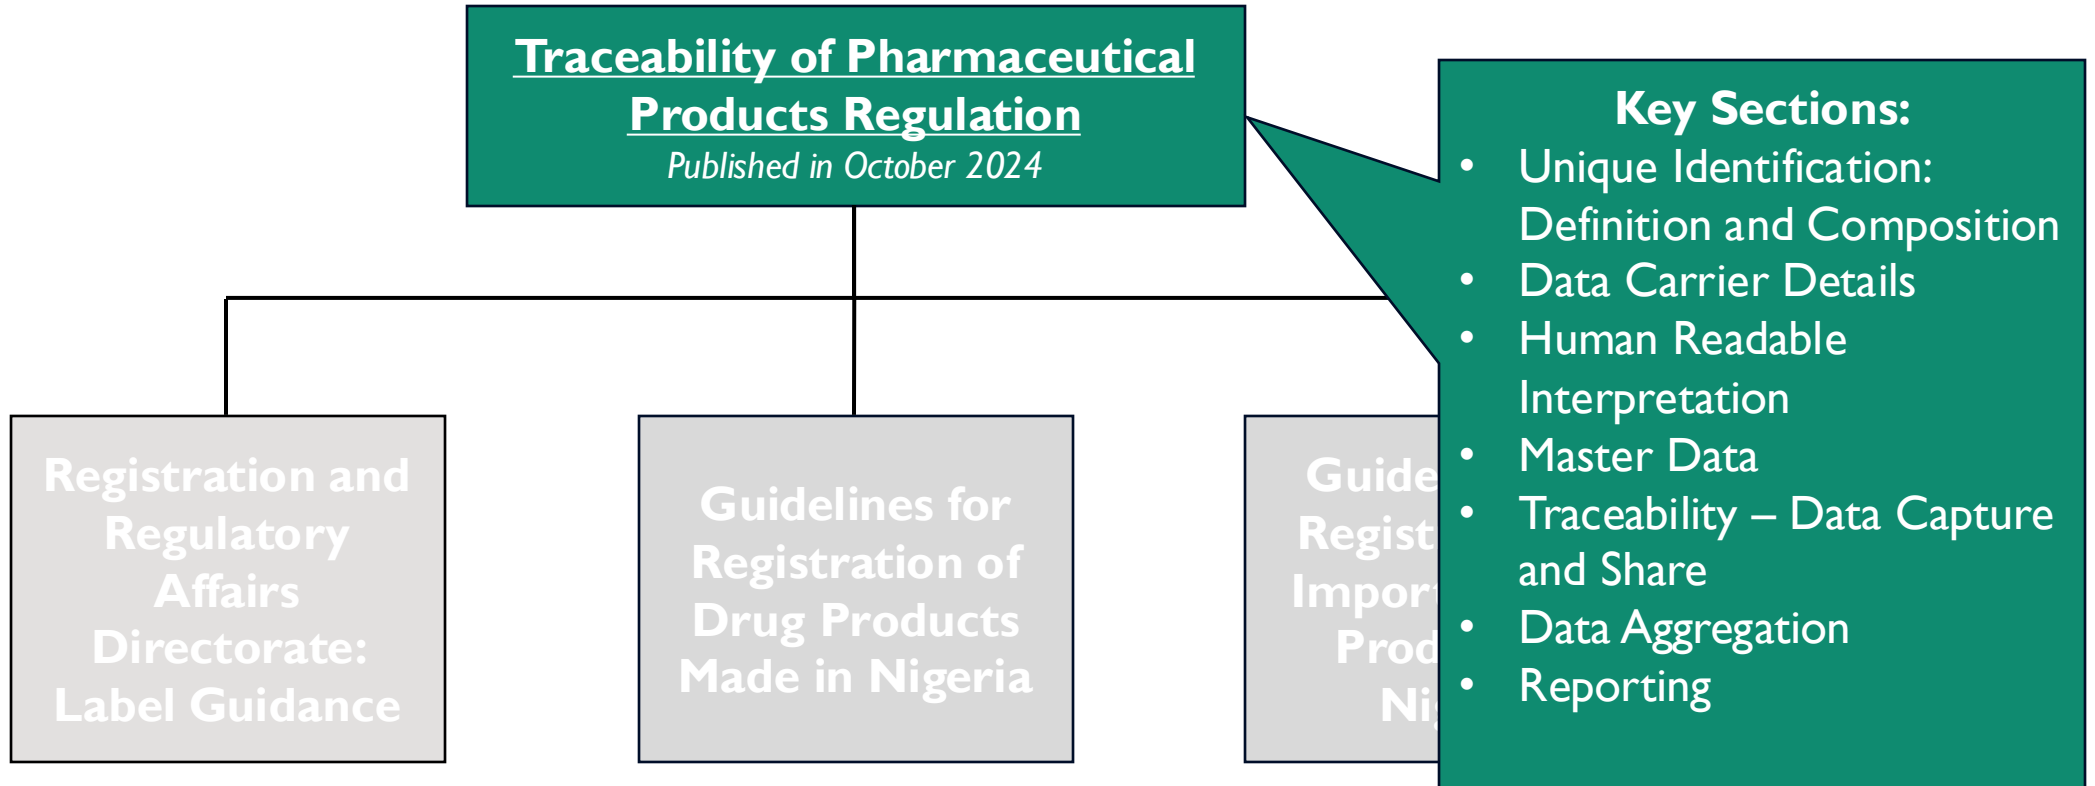 Traceability of Pharmaceutical
Products Regulation
Published in October 2024
Key Sections:
• Unique Identification:
Definition and Composition
• Data Carrier Details
• Human Readable
Interpretation
• Master Data
• Traceability – Data Capture
and Share
• Data Aggregation
• Reporting
Registration and
Regulatory
Affairs
Directorate:
Label Guidance
Guidelines for
Registration of
Drug Products
Made in Nigeria